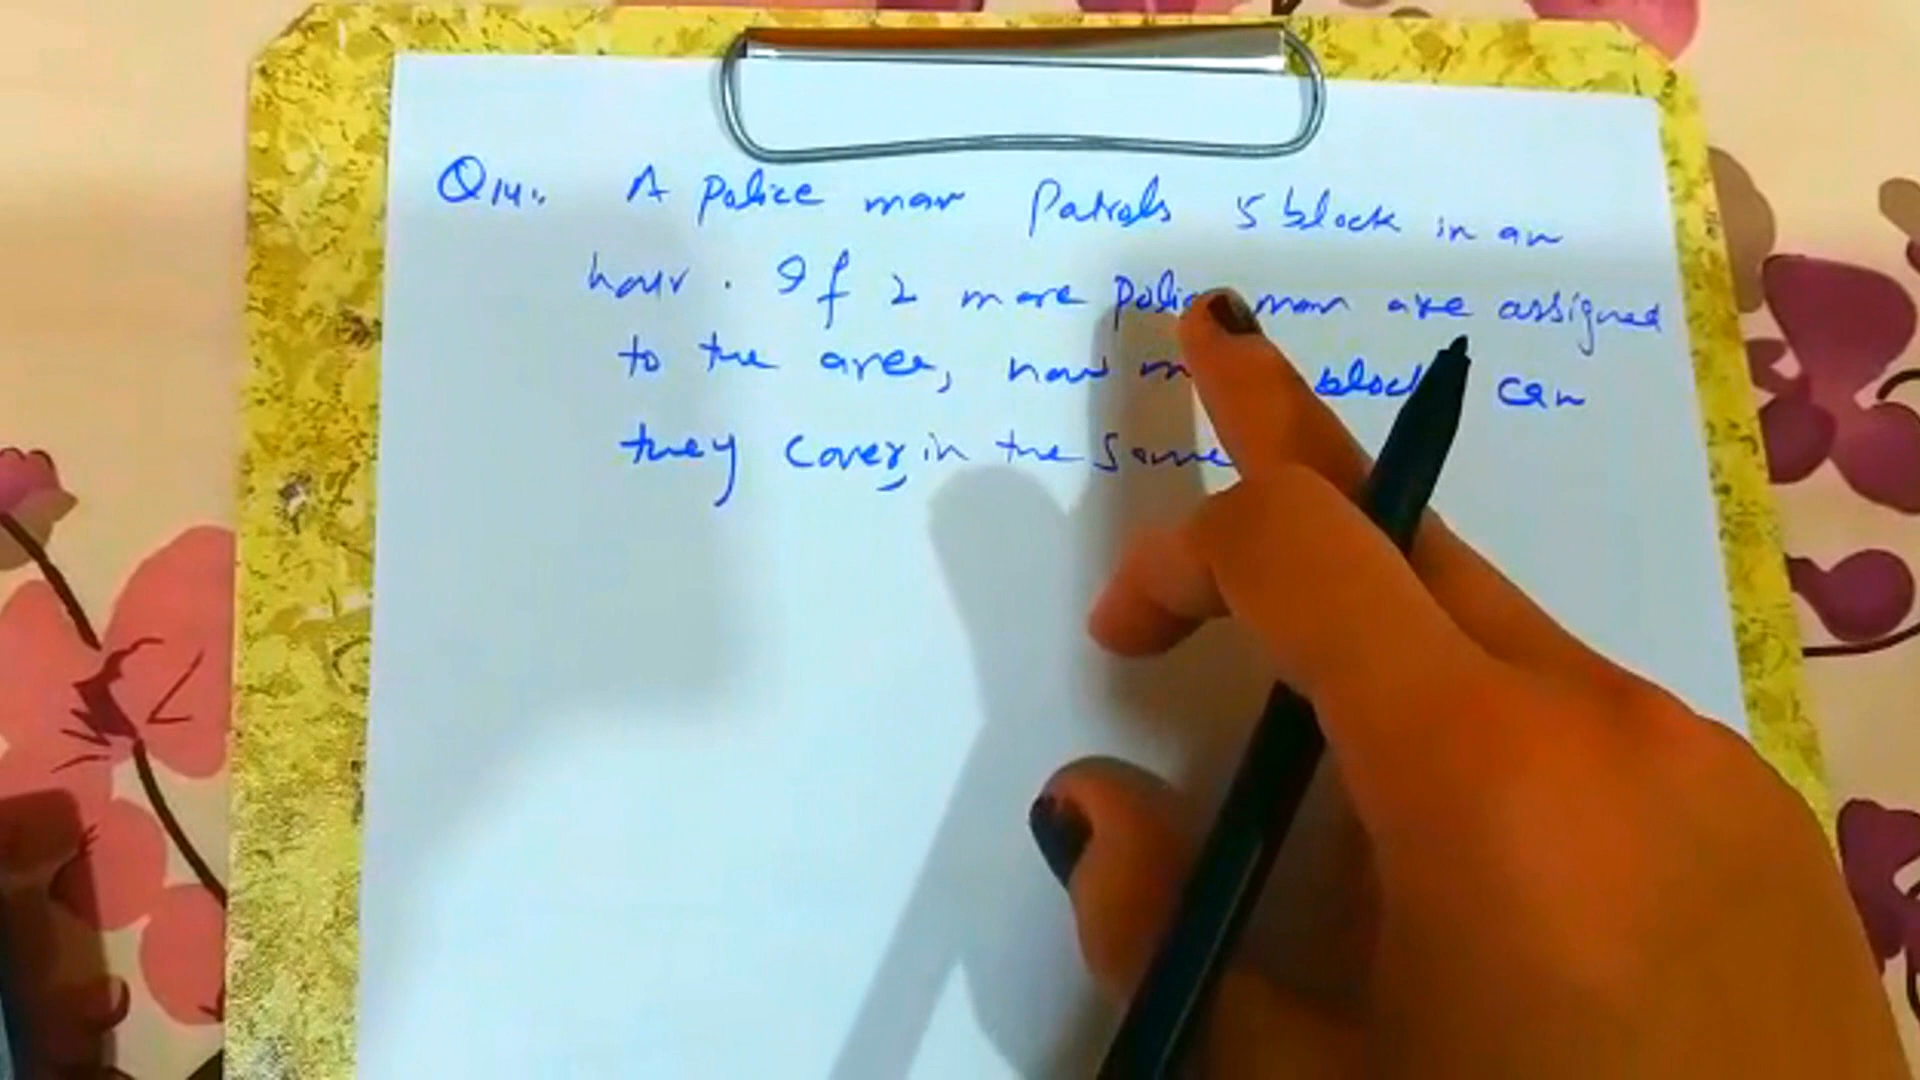 Q14. A police man Patrols 5 block in an
hour. If 2 more police man are assigned
to the area, how block can
they cover, in the same